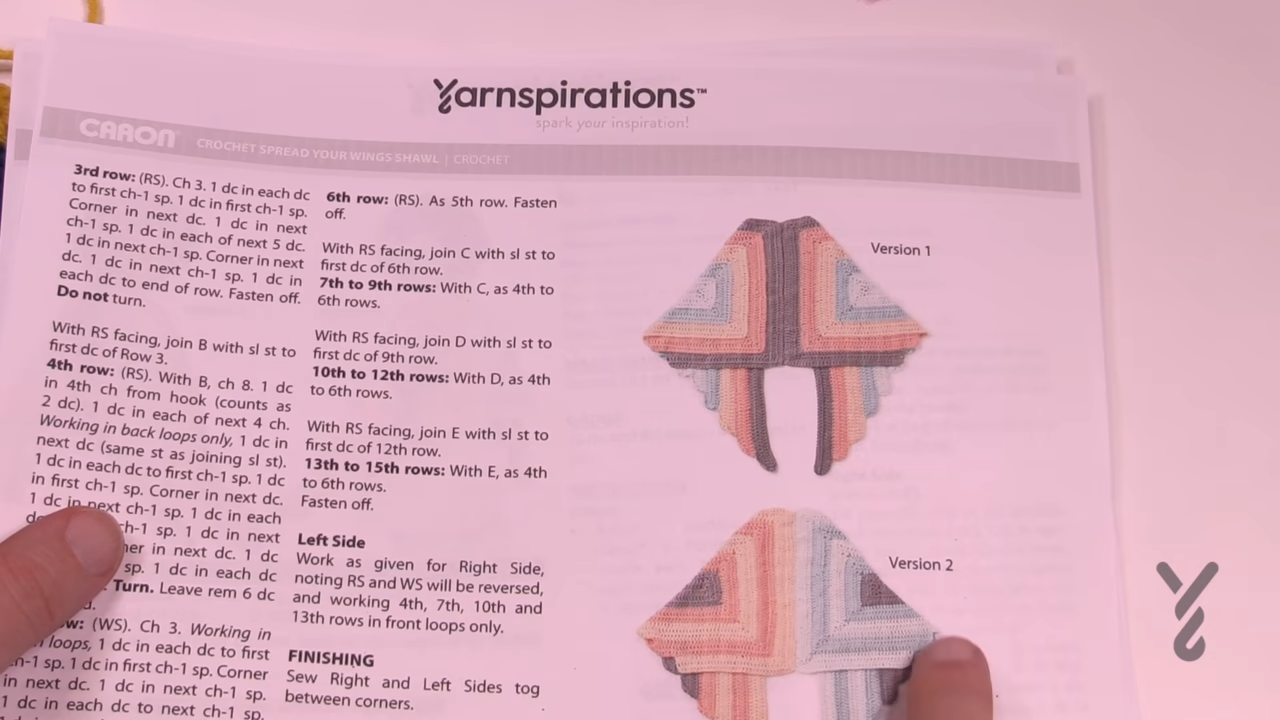 Yarnspirations™
spark your inspiration!
CARON
CROCHET SPREAD YOUR WINGS SHAWL | CROCHET
3rd row: (RS). Ch 3. 1 dc in each dc
to first ch-1 sp. 1 dc in first ch-1 sp.
Corner in next dc. 1 dc in next
ch-1 sp. 1 dc in each of next 5 dc.
1 dc in next ch-1 sp. Corner in next
dc. 1 dc in next ch-1 sp. 1 dc in
each dc to end of row. Fasten off.
Do not turn.
With RS facing, join B with sl st to
first dc of Row 3.
4th row: (RS). With B, ch 8. 1 dc
in 4th ch from hook (counts as
2 dc). 1 dc in each of next 4 ch.
Working in back loops only, 1 dc in
next dc (same st as joining sl st).
1 dc in each dc to first ch-1 sp. 1 dc
in first ch-1 sp. Corner in next dc.
1 dc in next ch-1 sp. 1 dc in each
ch-1 sp. 1 dc in next
in next dc. 1 dc
sp. 1 dc in each dc
Turn. Leave rem 6 dc
(WS). Ch 3. Working in
loops, 1 dc in each dc to first
sp. 1 dc in first ch-1 sp. Corner
in next dc. 1 dc in next ch-1 sp.
1 dc in each dc to next ch-1 sp.
6th row: (RS). As 5th row. Fasten
off.
With RS facing, join C with sl st to
first dc of 6th row.
7th to 9th rows: With C, as 4th to
6th rows.
With RS facing, join D with sl st to
first dc of 9th row.
10th to 12th rows: With D, as 4th
to 6th rows.
With RS facing, join E with sl st to
first dc of 12th row.
13th to 15th rows: With E, as 4th
to 6th rows.
Fasten off.
Left Side
Work as given for Right Side,
noting RS and WS will be reversed,
and working 4th, 7th, 10th and
13th rows in front loops only.
FINISHING
Sew Right and Left Sides tog
between corners.
Version 1
Version 2